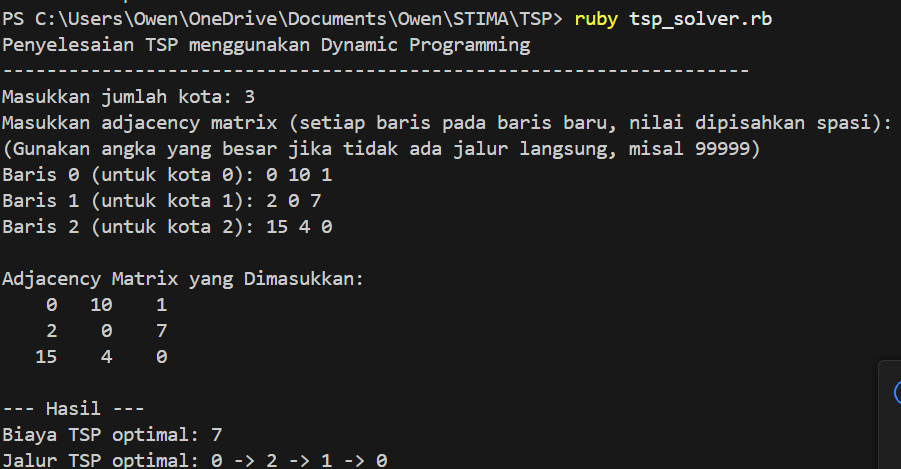 PS C:\Users\Owen\OneDrive\Documents\Owen\STIMA\TSP> ruby tsp_solver.rb
Penyelesaian TSP menggunakan Dynamic Programming
-------------------------------------------------------------------
Masukkan jumlah kota: 3
Masukkan adjacency matrix (setiap baris pada baris baru, nilai dipisahkan spasi):
(Gunakan angka yang besar jika tidak ada jalur langsung, misal 99999)
Baris 0 (untuk kota 0): 0 10 1
Baris 1 (untuk kota 1): 2 0 7
Baris 2 (untuk kota 2): 15 4 0

Adjacency Matrix yang Dimasukkan:
    0   10    1
    2    0    7
   15    4    0

--- Hasil ---
Biaya TSP optimal: 7
Jalur TSP optimal: 0 -> 2 -> 1 -> 0